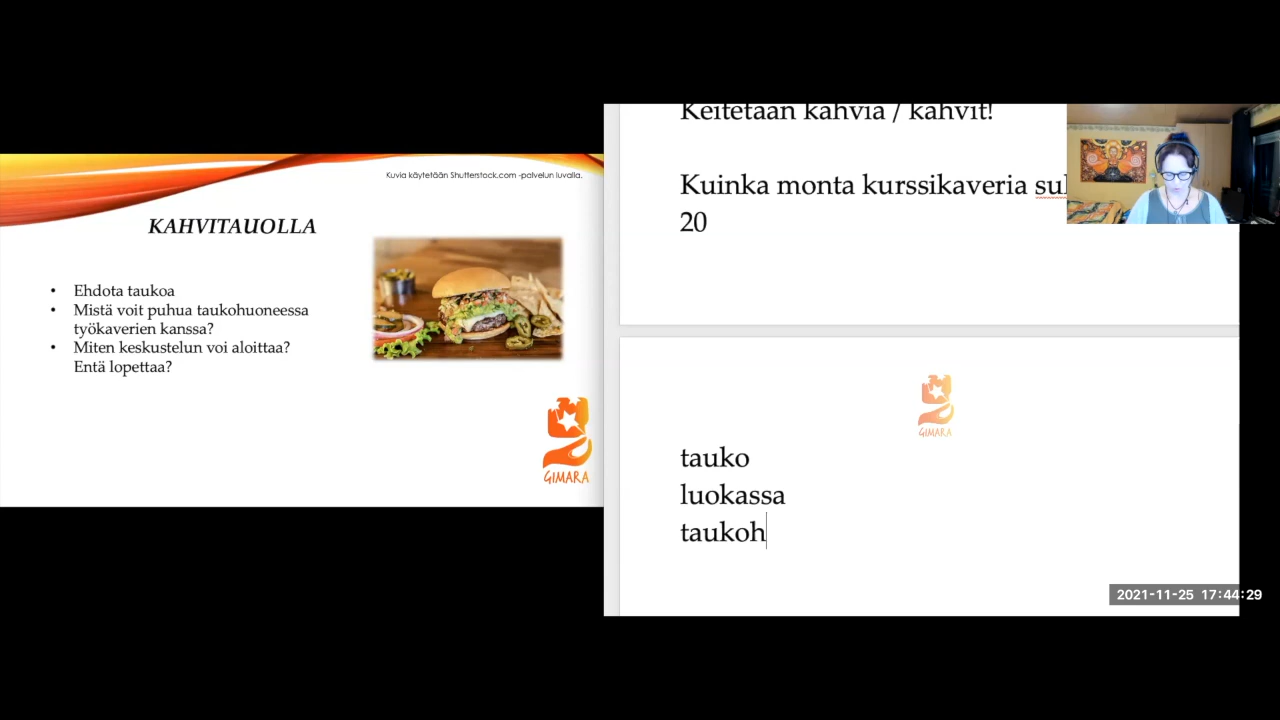 Kuvia käytetään Shutterstock.com -palvelun luvalla.
KAHVITAUOLLA
• Ehdota taukoa
• Mistä voit puhua taukohuoneessa
työkaverien kanssa?
• Miten keskustelun voi aloittaa?
Entä lopettaa?
GIMARA
Keitetään kahvia / kahvit!
Kuinka monta kurssikaveria
20
GIMARA
tauko
luokassa
taukoh
2021-11-25 17:44:29